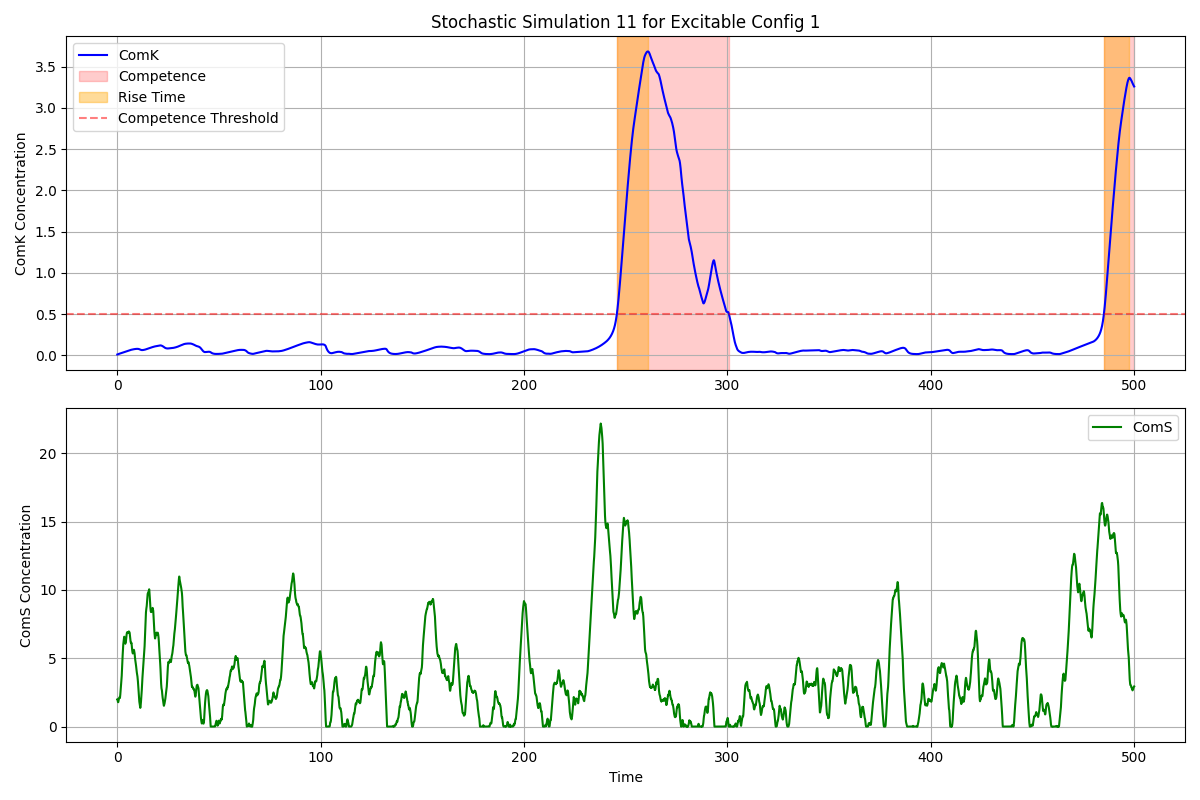 Stochastic Simulation 11 for Excitable Config 1
ComK
Competence
Rise Time
Competence Threshold
ComK Concentration
3.5
3.0
2.5
2.0
1.5
1.0
0.5
0.0
0 100 200 300 400 500
ComS
ComS Concentration
20
15
10
5
0
0 100 200 300 400 500
Time